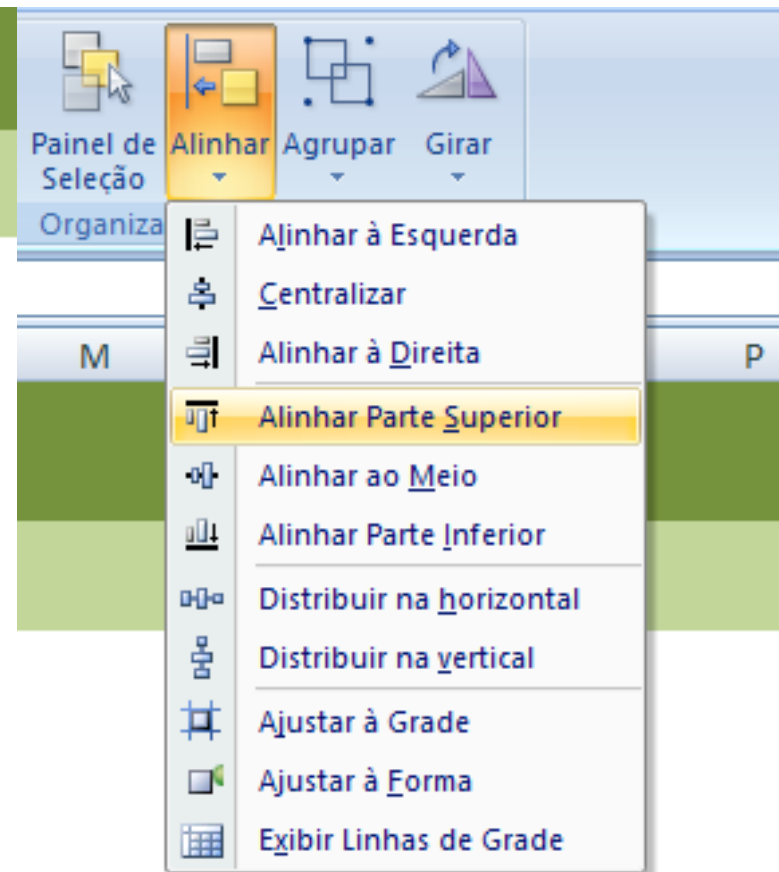 Painel de Seleção Alinhar Agrupar Girar
Organiza
M P
Alinhar à Esquerda
Centralizar
Alinhar à Direita
Alinhar Parte Superior
Alinhar ao Meio
Alinhar Parte Inferior
Distribuir na horizontal
Distribuir na vertical
Ajustar à Grade
Ajustar à Forma
Exibir Linhas de Grade